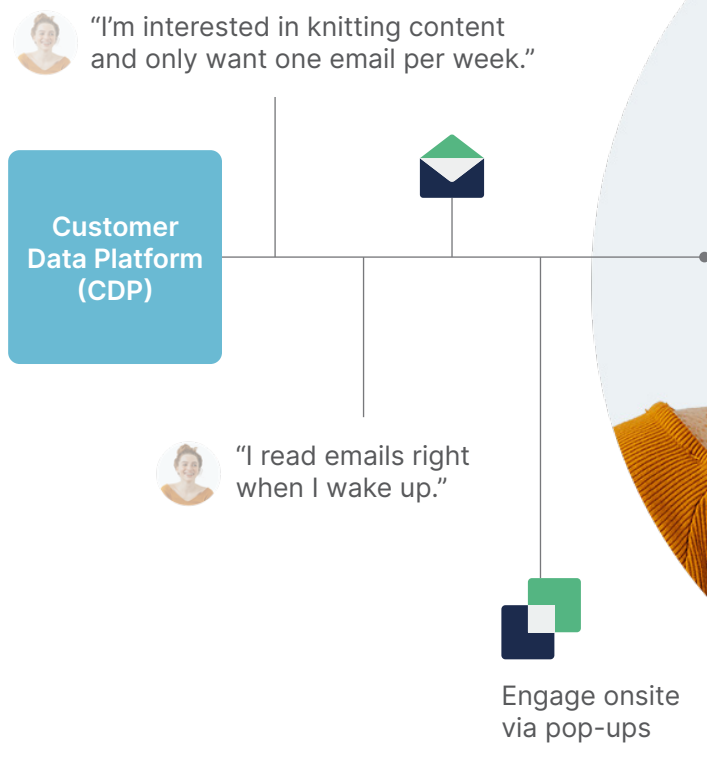 “I’m interested in knitting content
and only want one email per week.”
Customer
Data Platform
(CDP)
“I read emails right
when I wake up.”
Engage onsite
via pop-ups